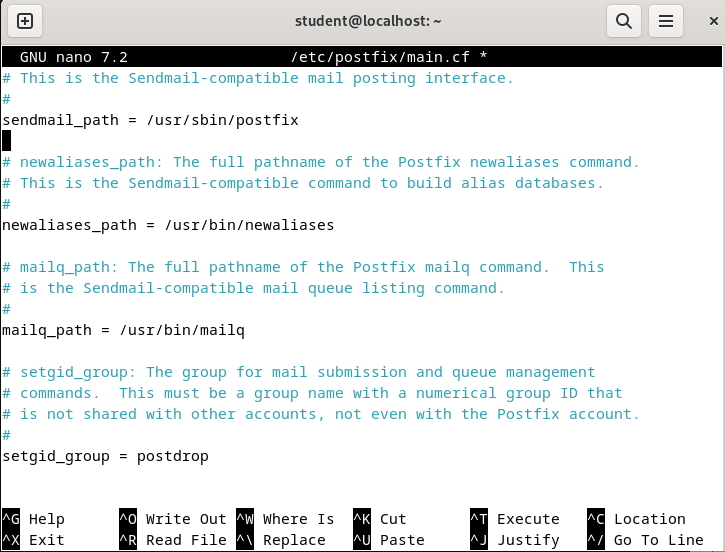 student@localhost: ~
GNU nano 7.2 /etc/postfix/main.cf *
# This is the Sendmail-compatible mail posting interface.
#
sendmail_path = /usr/sbin/postfix
# newaliases_path: The full pathname of the Postfix newaliases command.
# This is the Sendmail-compatible command to build alias databases.
#
newaliases_path = /usr/bin/newaliases
# mailq_path: The full pathname of the Postfix mailq command.  This
# is the Sendmail-compatible mail queue listing command.
#
mailq_path = /usr/bin/mailq
# setgid_group: The group for mail submission and queue management
# commands.  This must be a group name with a numerical group ID that
# is not shared with other accounts, not even with the Postfix account.
#
setgid_group = postdrop
^G Help ^O Write Out ^W Where Is ^K Cut ^T Execute ^C Location
^X Exit ^R Read File ^\ Replace ^U Paste ^J Justify ^/ Go To Line